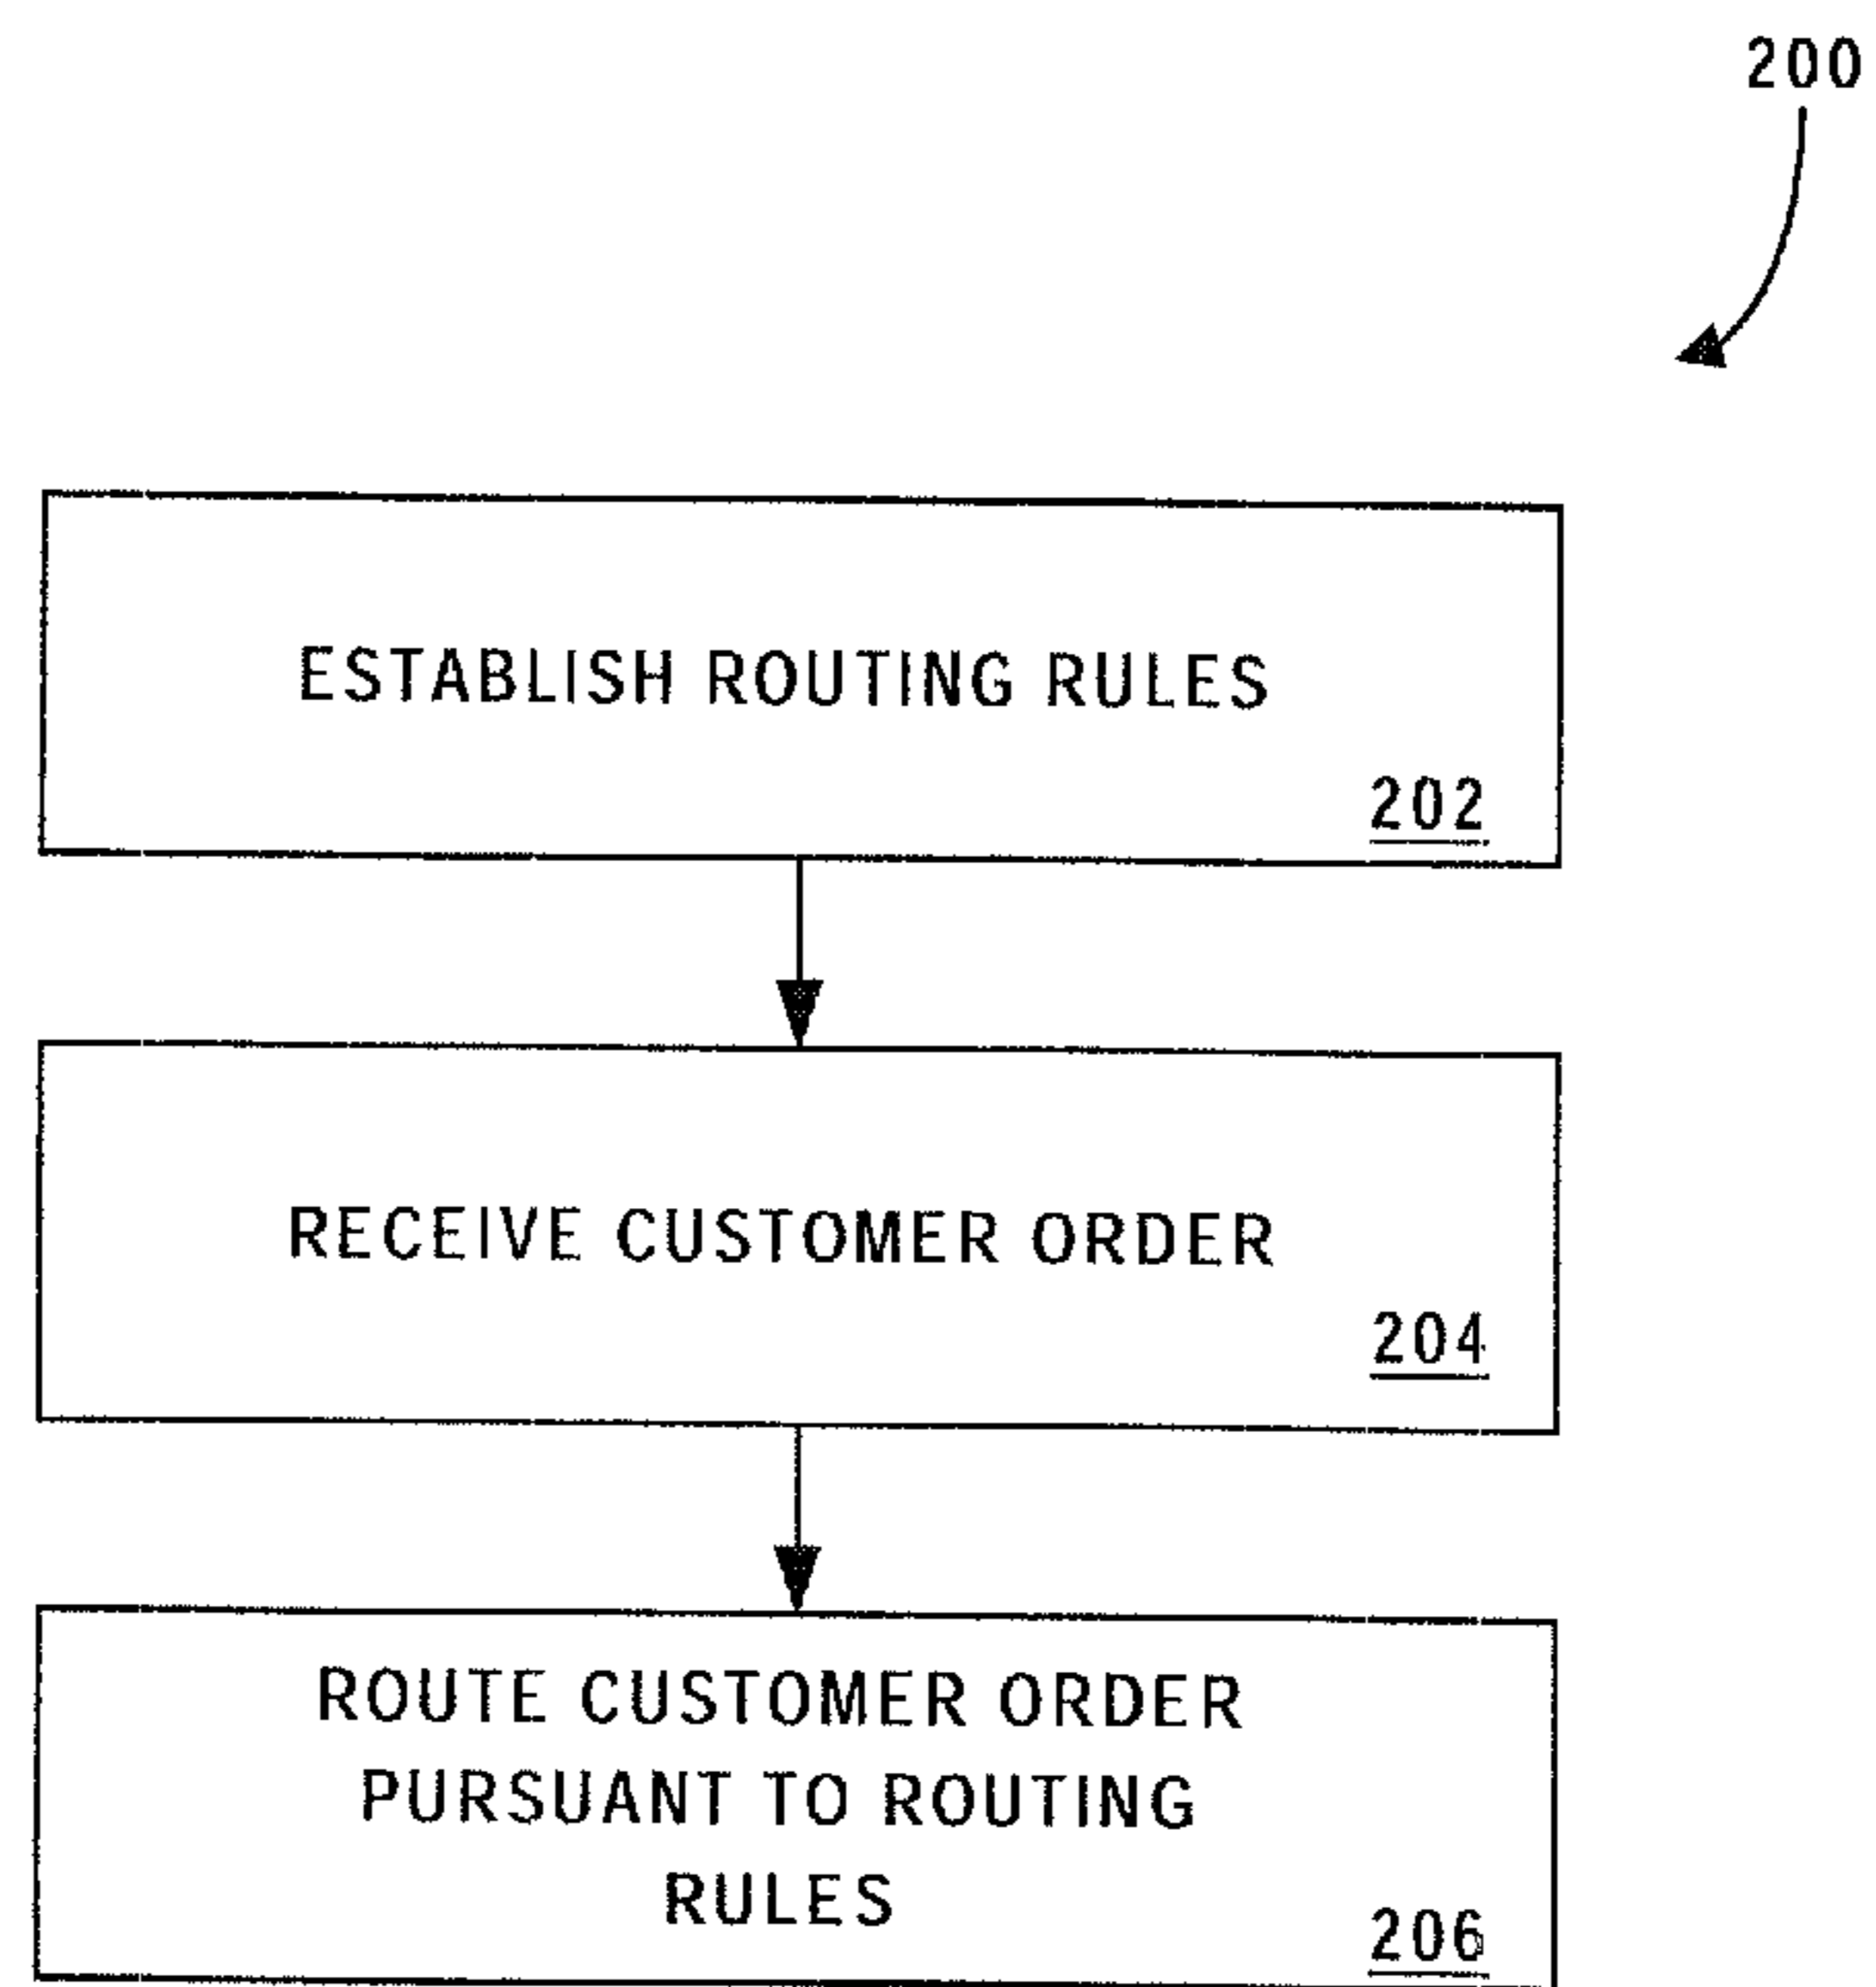 200
ESTABLISH ROUTING RULES
202
RECEIVE CUSTOMER ORDER
204
ROUTE CUSTOMER ORDER
PURSUANT TO ROUTING
RULES
206